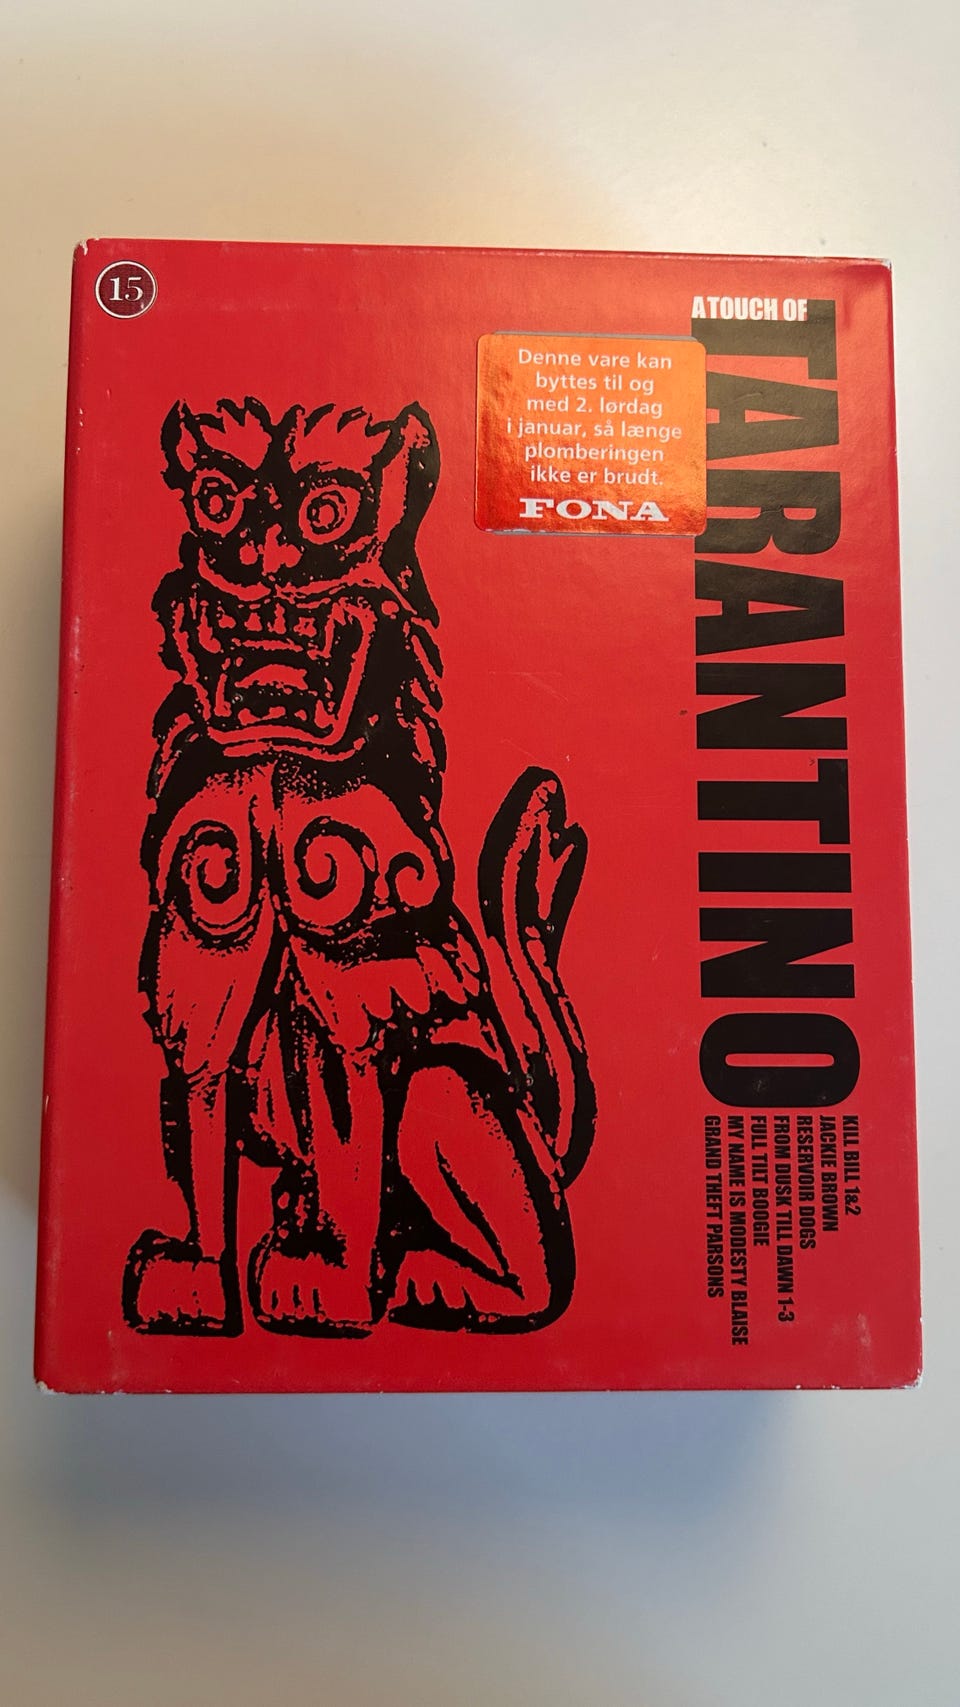 15
A TOUCH OF
TARANTINO
Denne vare kan
byttes til og
med 2. lørdag
i januar, så længe
plomberingen
ikke er brudt.
FONA
KILL BILL 1&2
JACKIE BROWN
RESERVOIR DOGS
FROM DUSK TILL DAWN 1-3
FULL TILT BOOGIE
MY NAME IS MODESTY BLAISE
GRAND THEFT PARSONS